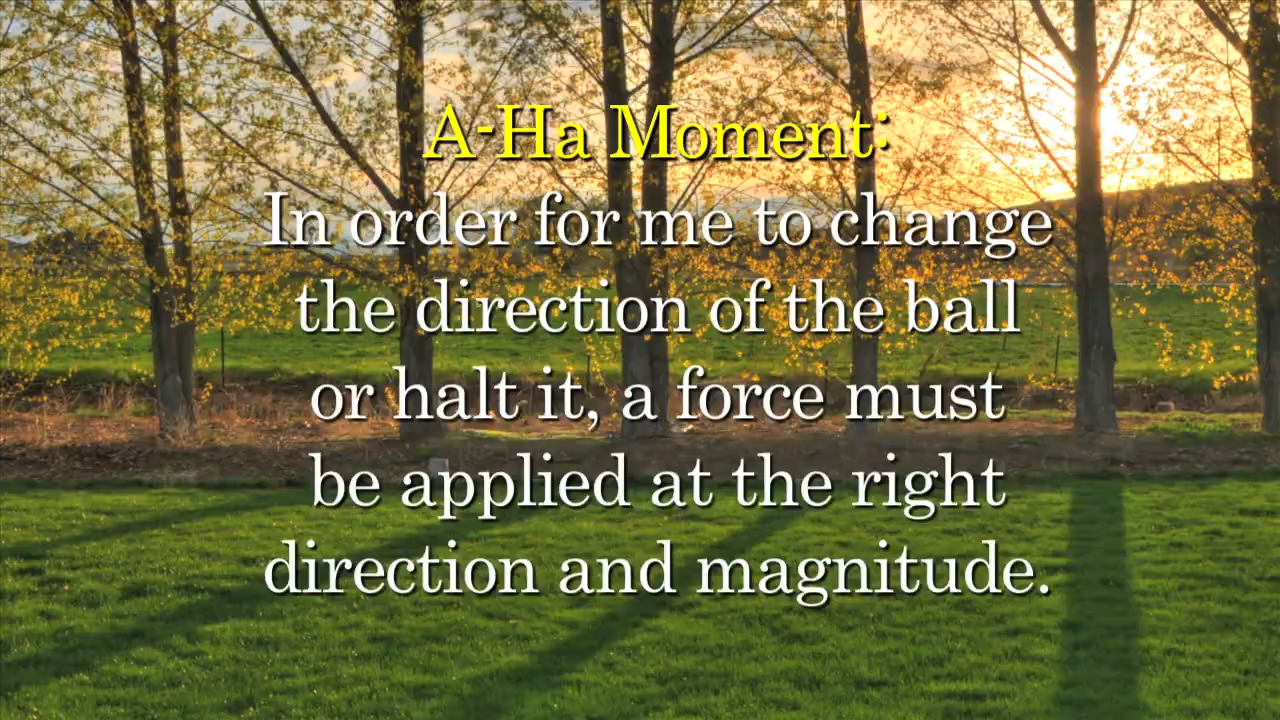 A-Ha Moment:
In order for me to change
the direction of the ball
or halt it, a force must
be applied at the right
direction and magnitude.